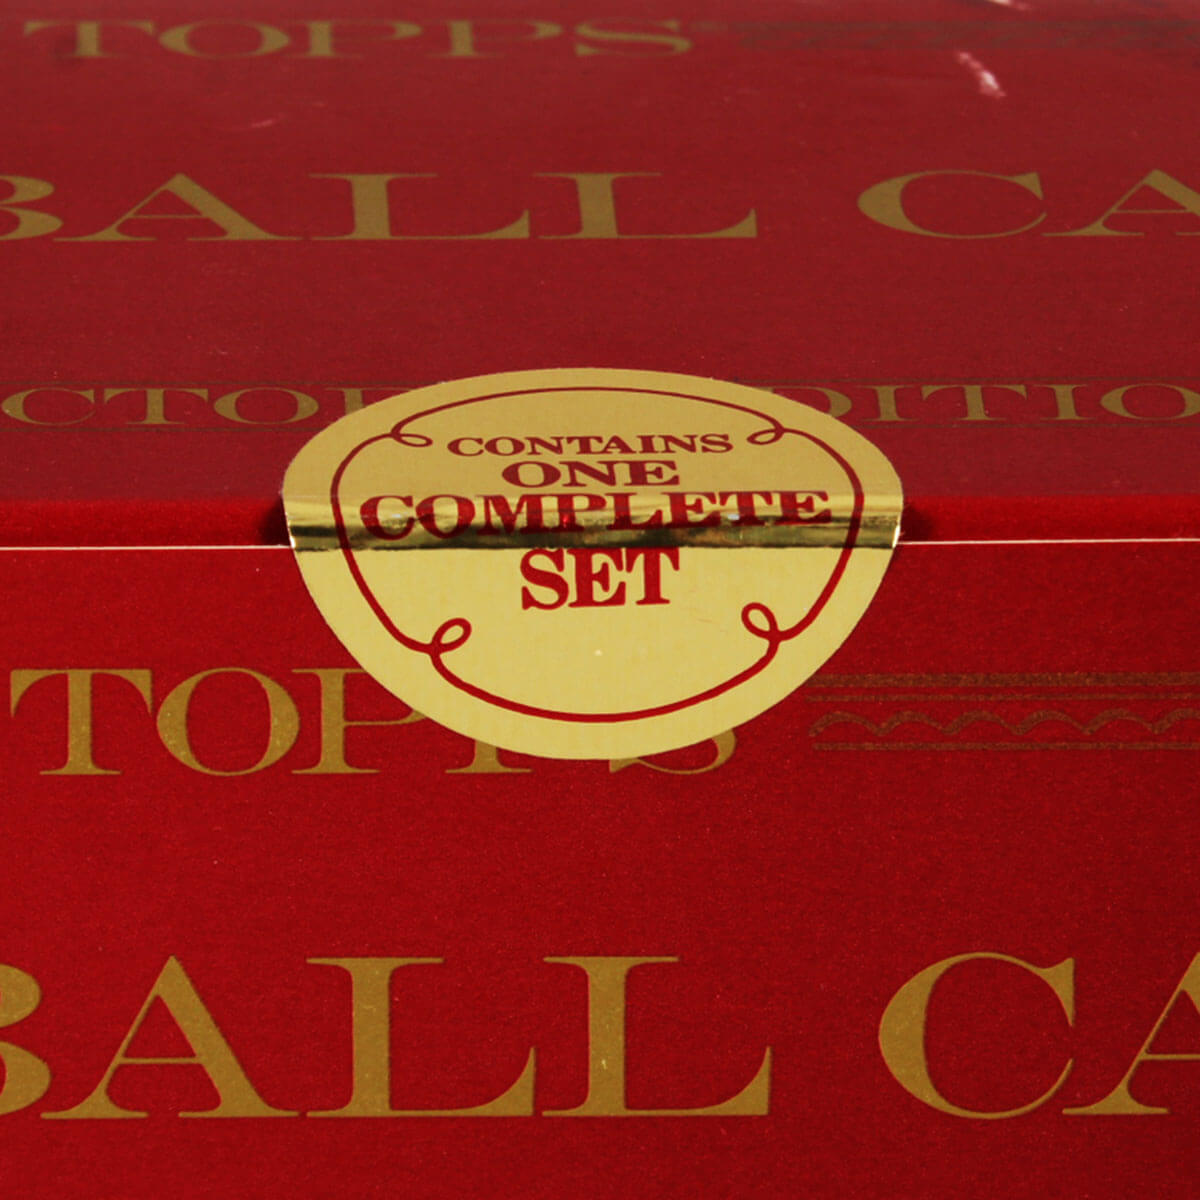 TOPPS
BALL CA
CTO DITIO
CONTAINS
ONE
COMPLETE
SET
TOPPS
BALL CA